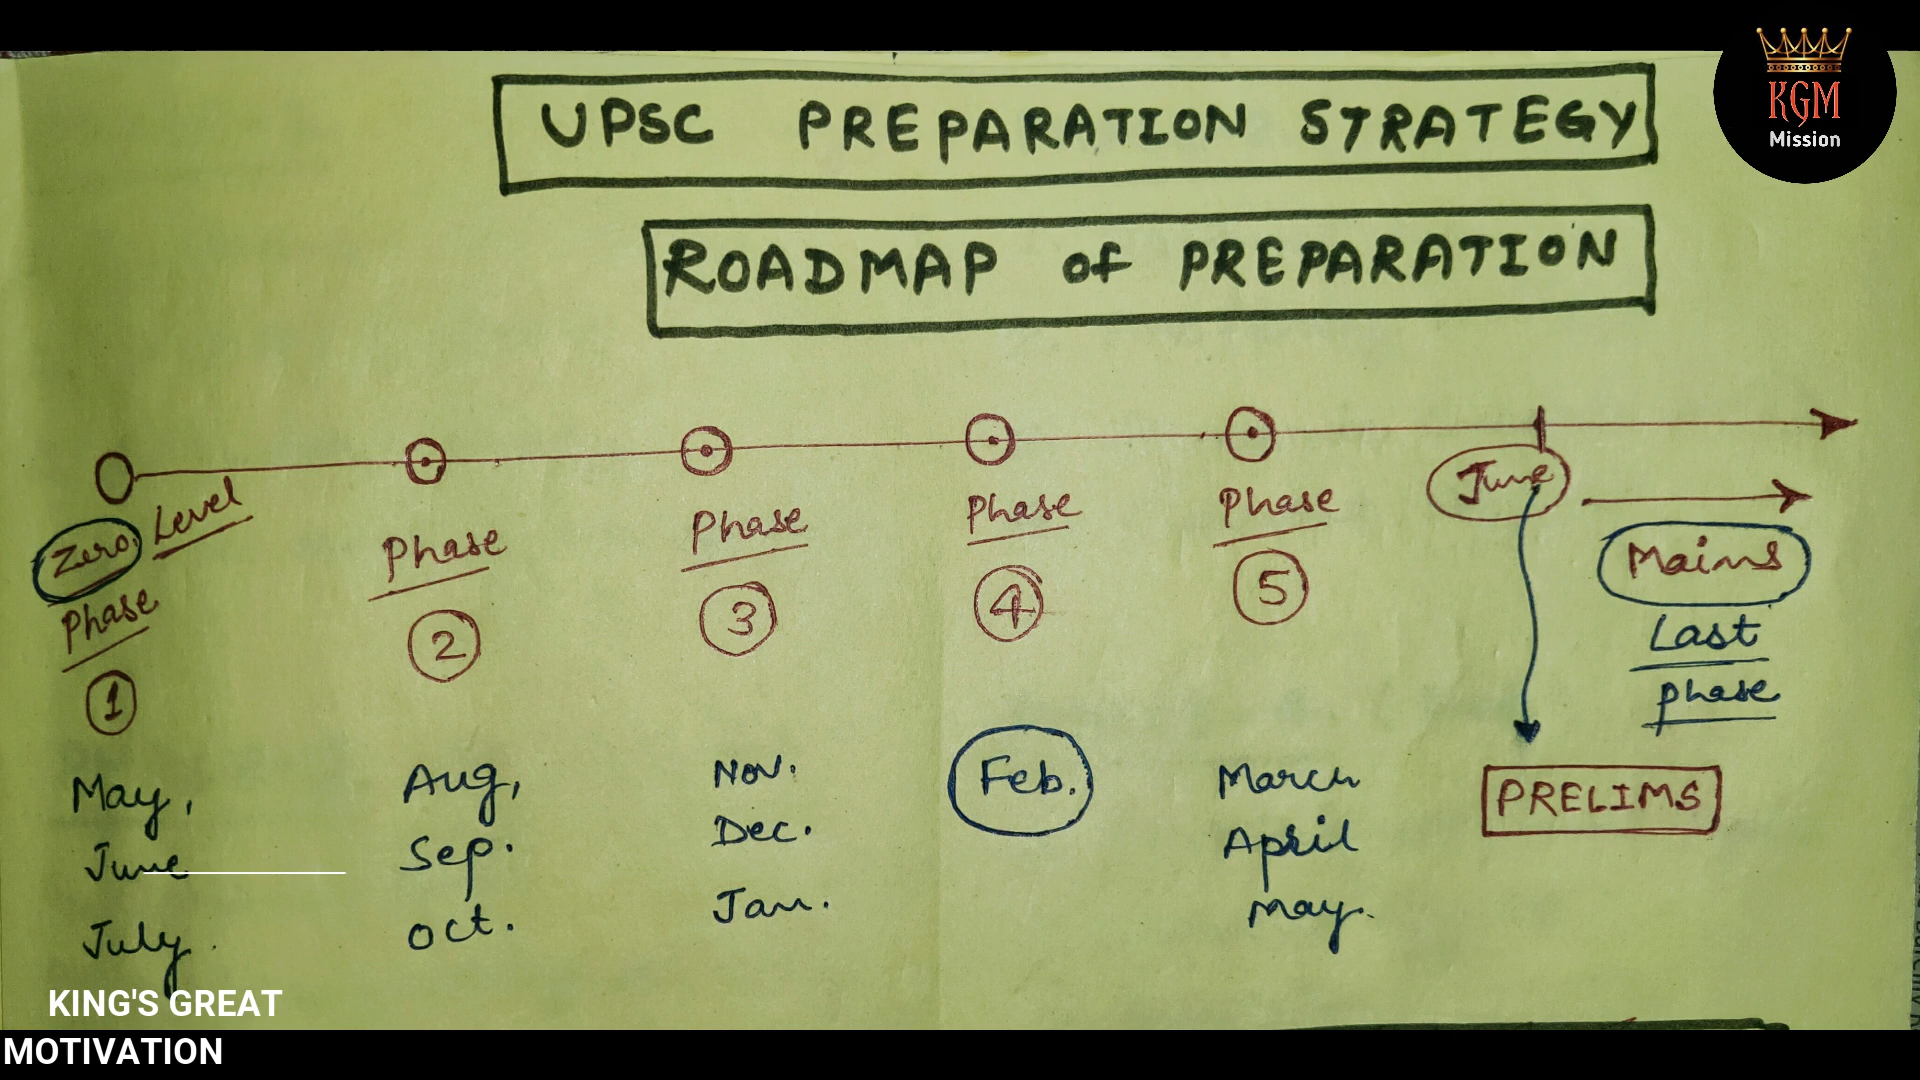 UPSC PREPARATION STRATEGY
KGM
Mission
ROADMAP of PREPARATION
Zero Level
Phase
1
May,
June
July.
Phase
2
Aug,
Sep.
Oct.
Phase
3
Nov.
Dec.
Jan.
Phase
4
Feb.
Phase
5
March
April
May.
June
PRELIMS
Mains
Last
phase
KING'S GREAT
MOTIVATION